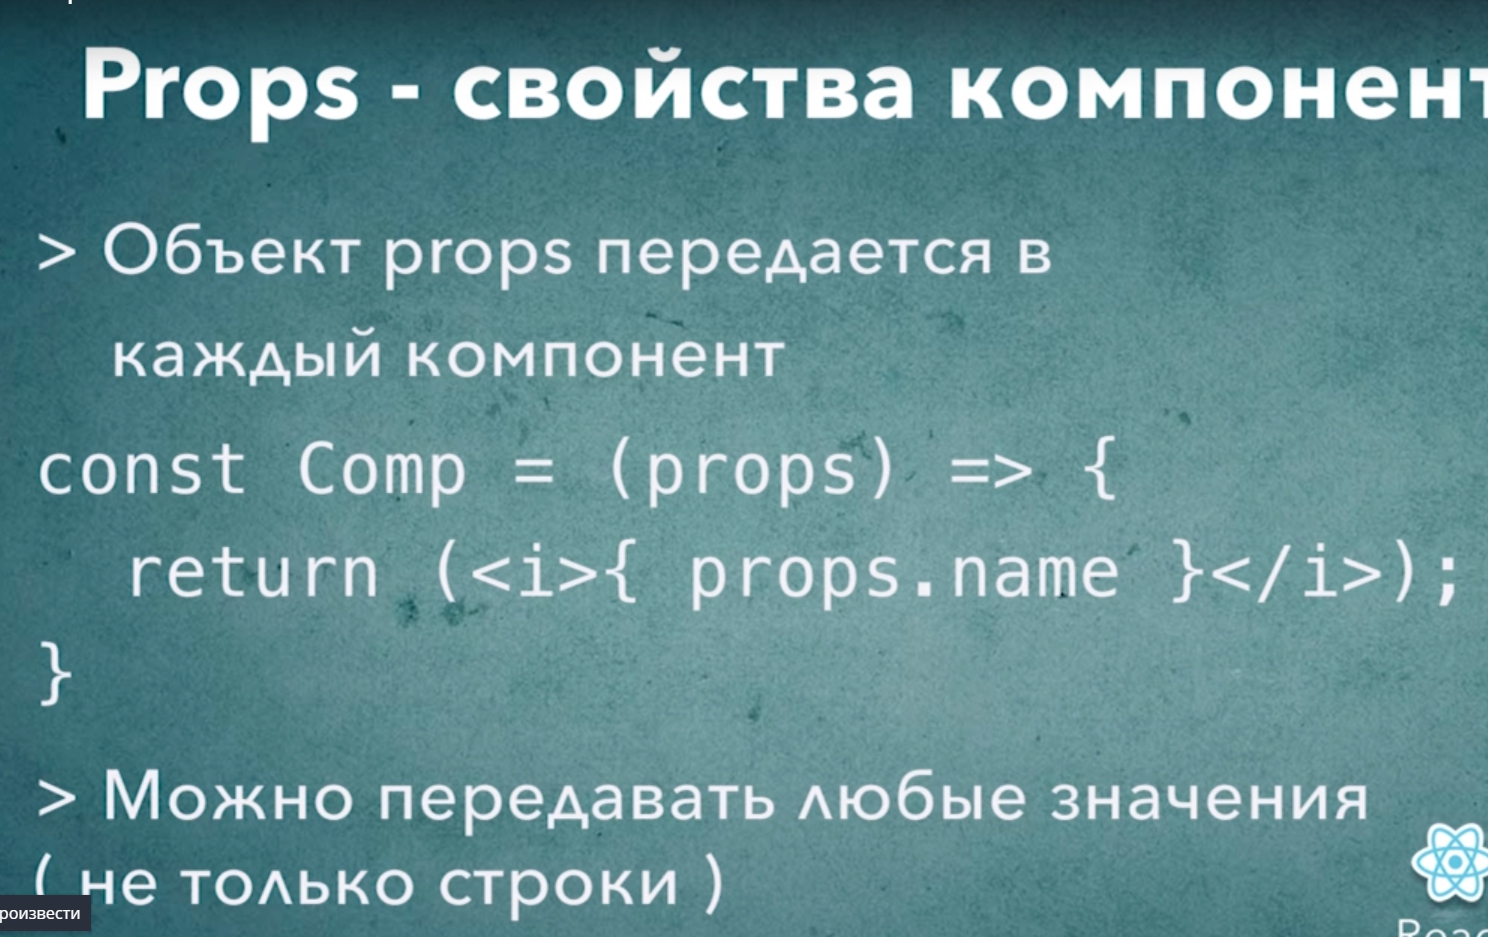 Props - свойства компонент
> Объект props передается в
каждый компонент
const Comp = (props) => {
return (<i>{ props.name }</i>);
}
> Можно передавать любые значения
( не только строки )
роизвести